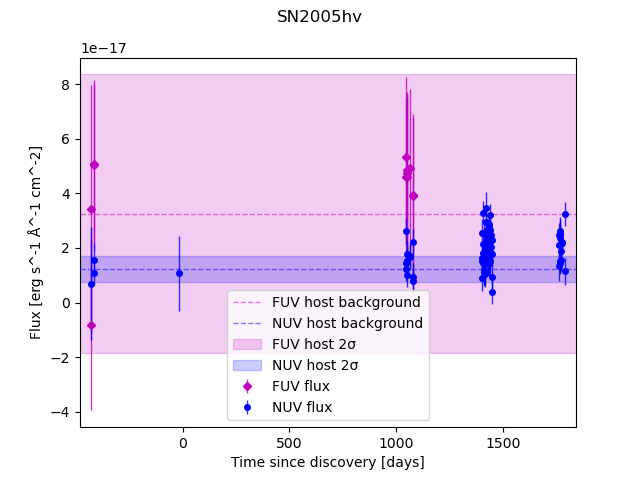 SN2005hv
1e−17
8
6
4
2
0
−2
−4
Flux [erg s^-1 Å^-1 cm^-2]
FUV host background
NUV host background
FUV host 2σ
NUV host 2σ
FUV flux
NUV flux
0 500 1000 1500
Time since discovery [days]